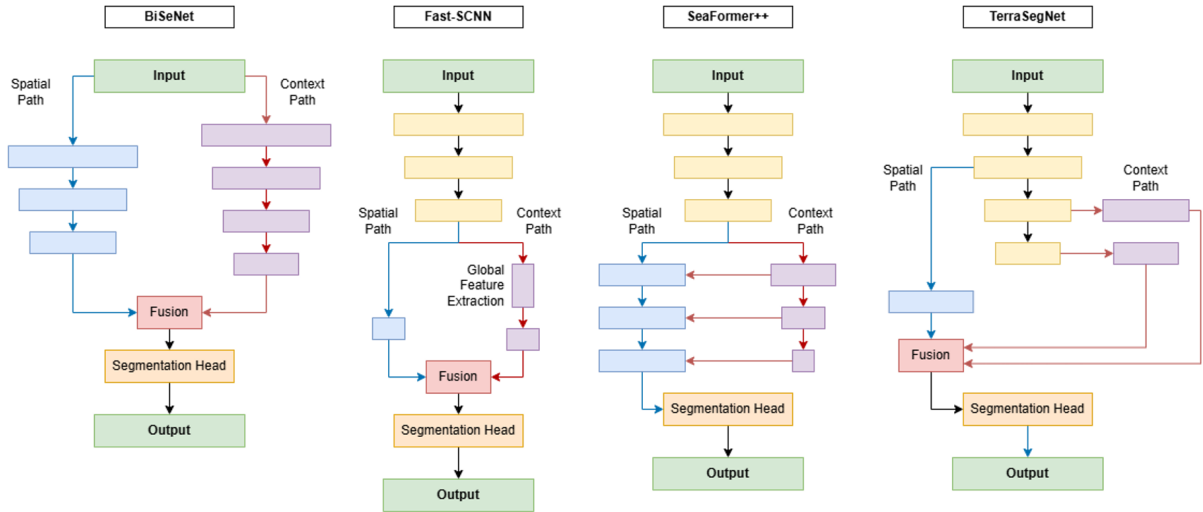 BiSeNet
Input
Spatial
Path
Context
Path
Fusion
Segmentation Head
Output
Fast-SCNN
Input
Spatial
Path
Context
Path
Global
Feature
Extraction
Fusion
Segmentation Head
Output
SeaFormer++
Input
Spatial
Path
Context
Path
Segmentation Head
Output
TerraSegNet
Input
Spatial
Path
Context
Path
Fusion
Segmentation Head
Output